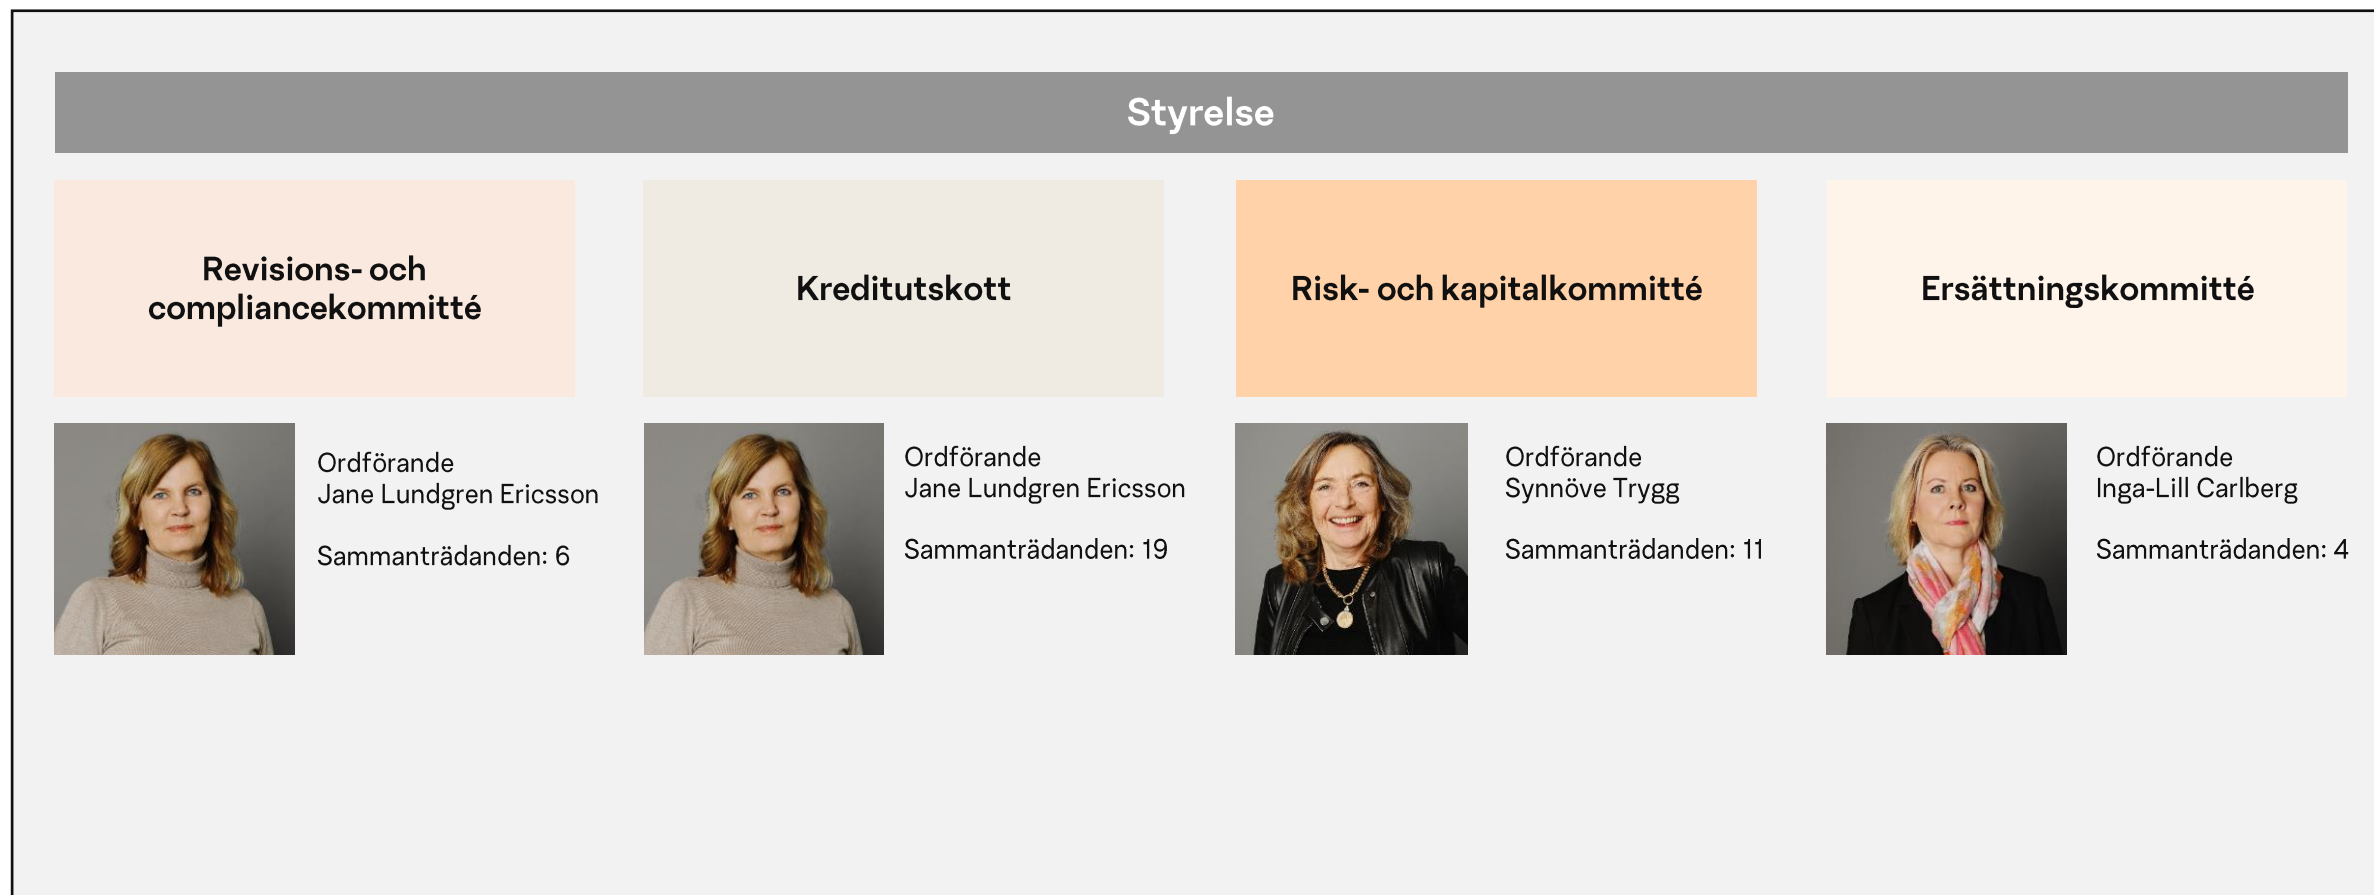 Styrelse
Revisions- och
compliancekommitté
Kreditutskott
Risk- och kapitalkommitté
Ersättningskommitté
Ordförande
Jane Lundgren Ericsson
Sammanträdanden: 6
Ordförande
Jane Lundgren Ericsson
Sammanträdanden: 19
Ordförande
Synnöve Trygg
Sammanträdanden: 11
Ordförande
Inga-Lill Carlberg
Sammanträdanden: 4